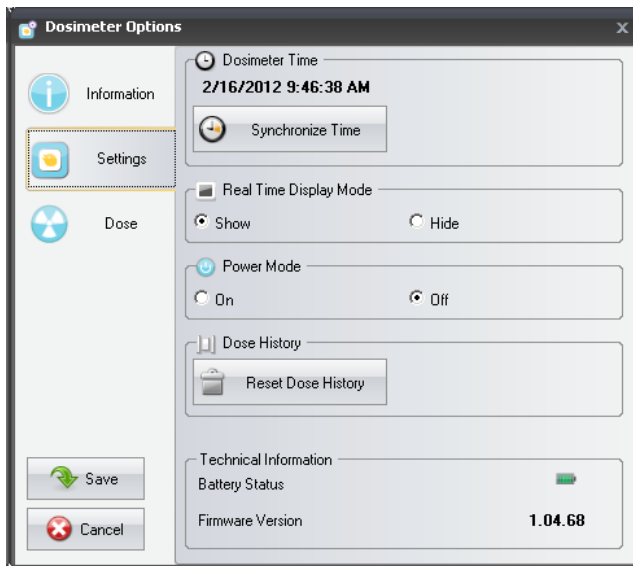 Dosimeter Options
x
Information
Settings
Dose
Save
Cancel
Dosimeter Time
2/16/2012 9:46:38 AM
Synchronize Time
Real Time Display Mode
Show Hide
Power Mode
On Off
Dose History
Reset Dose History
Technical Information
Battery Status
Firmware Version 1.04.68